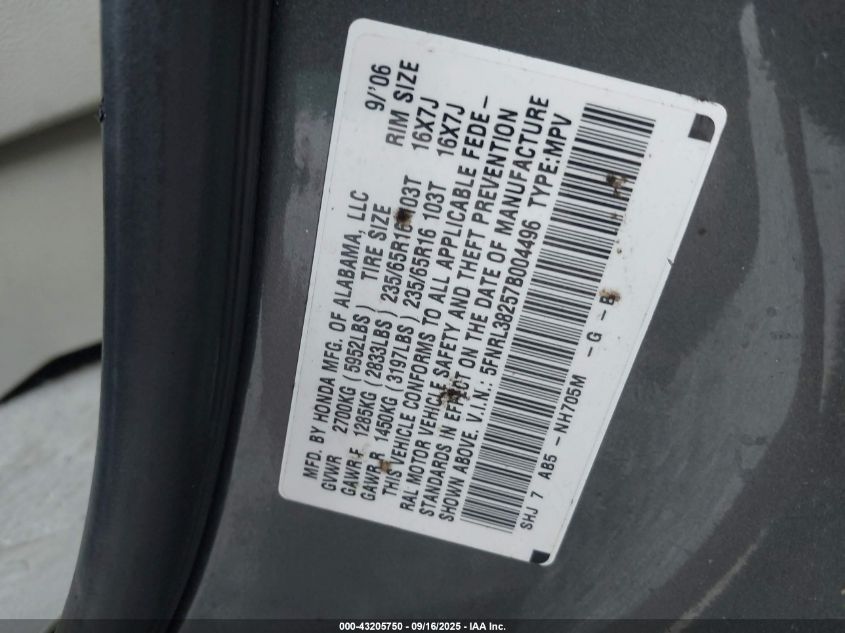 MFD. BY HONDA MFG. OF ALABAMA, LLC 9/'06
GVWR 2700KG (5952LBS) TIRE SIZE RIM SIZE
GAWR F 1285KG (2833LBS) 235/65R16 103T 16X7J
GAWR R 1450KG (3197LBS) 235/65R16 103T 16X7J
THIS VEHICLE CONFORMS TO ALL APPLICABLE FEDE-
RAL MOTOR VEHICLE SAFETY AND THEFT PREVENTION
STANDARDS IN EFFECT ON THE DATE OF MANUFACTURE
SHOWN ABOVE. V.I.N.: 5FNRL38257B004496 TYPE:MPV
SHJ 7 AB5 - NH705M - G - B
000-43205750 - 09/16/2025 - IAA Inc.